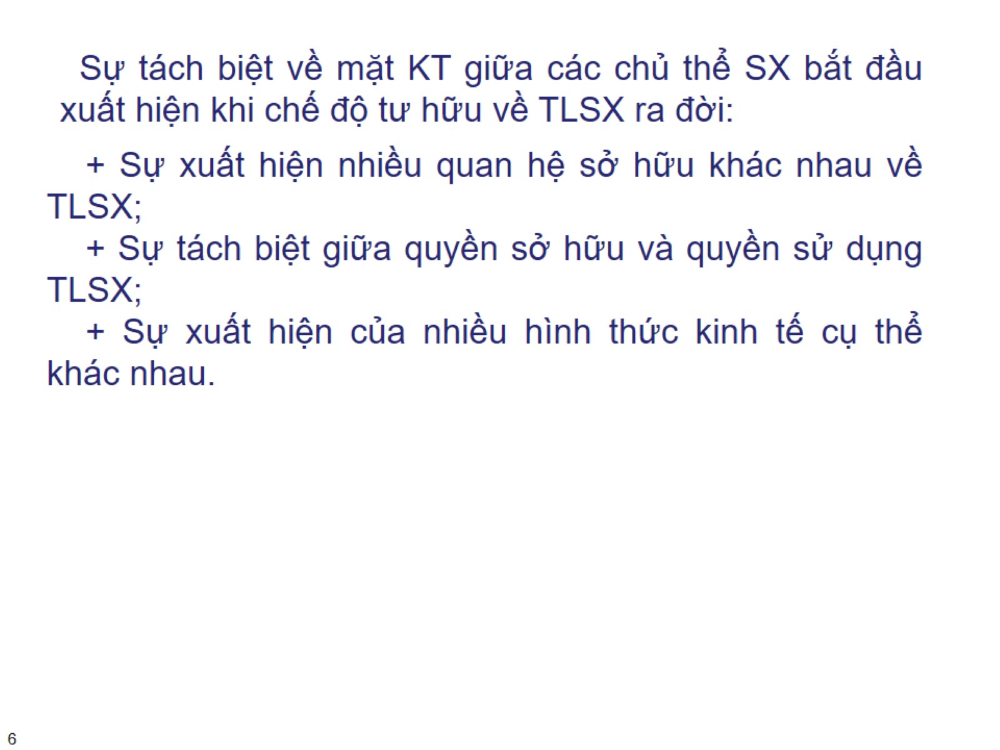 Sự tách biệt về mặt KT giữa các chủ thể SX bắt đầu
xuất hiện khi chế độ tư hữu về TLSX ra đời:
+ Sự xuất hiện nhiều quan hệ sở hữu khác nhau về
TLSX;
+ Sự tách biệt giữa quyền sở hữu và quyền sử dụng
TLSX;
+ Sự xuất hiện của nhiều hình thức kinh tế cụ thể
khác nhau.
6